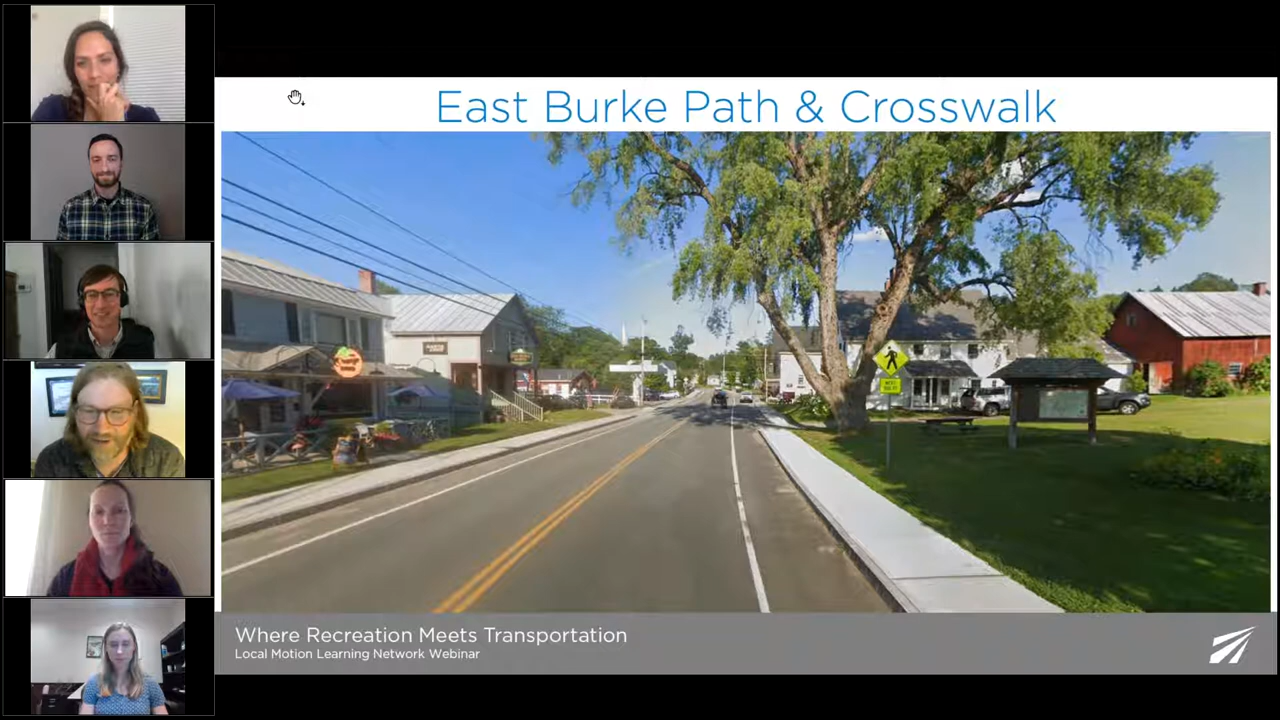 East Burke Path & Crosswalk
Where Recreation Meets Transportation
Local Motion Learning Network Webinar